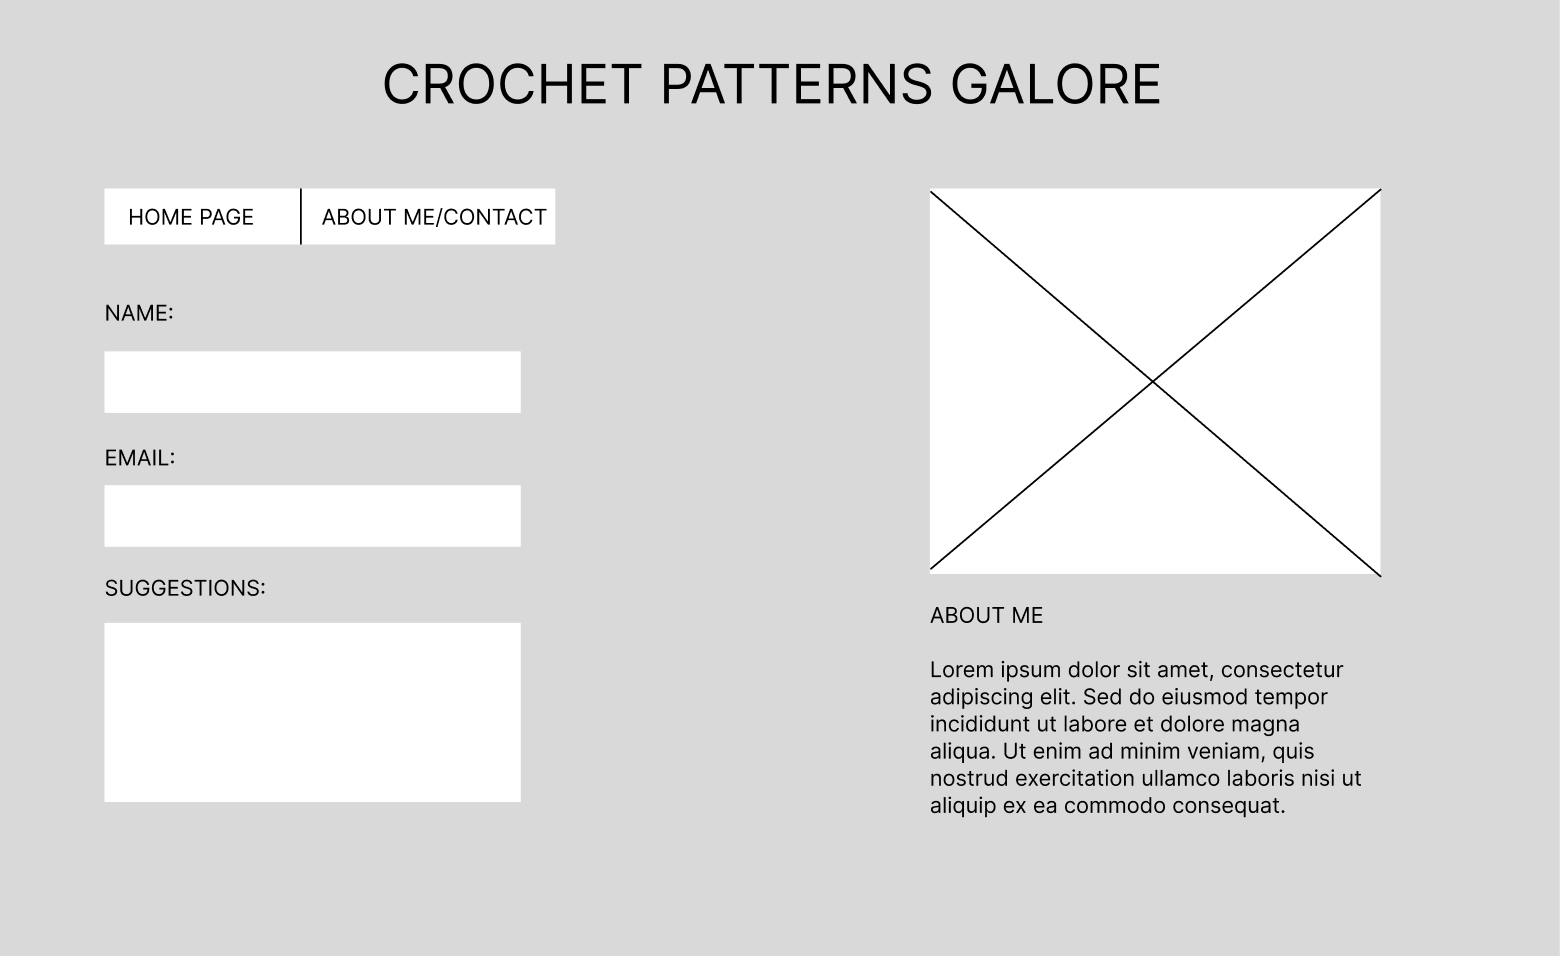 CROCHET PATTERNS GALORE
HOME PAGE
ABOUT ME/CONTACT
NAME:
EMAIL:
SUGGESTIONS:
ABOUT ME
Lorem ipsum dolor sit amet, consectetur
adipiscing elit. Sed do eiusmod tempor
incididunt ut labore et dolore magna
aliqua. Ut enim ad minim veniam, quis
nostrud exercitation ullamco laboris nisi ut
aliquip ex ea commodo consequat.